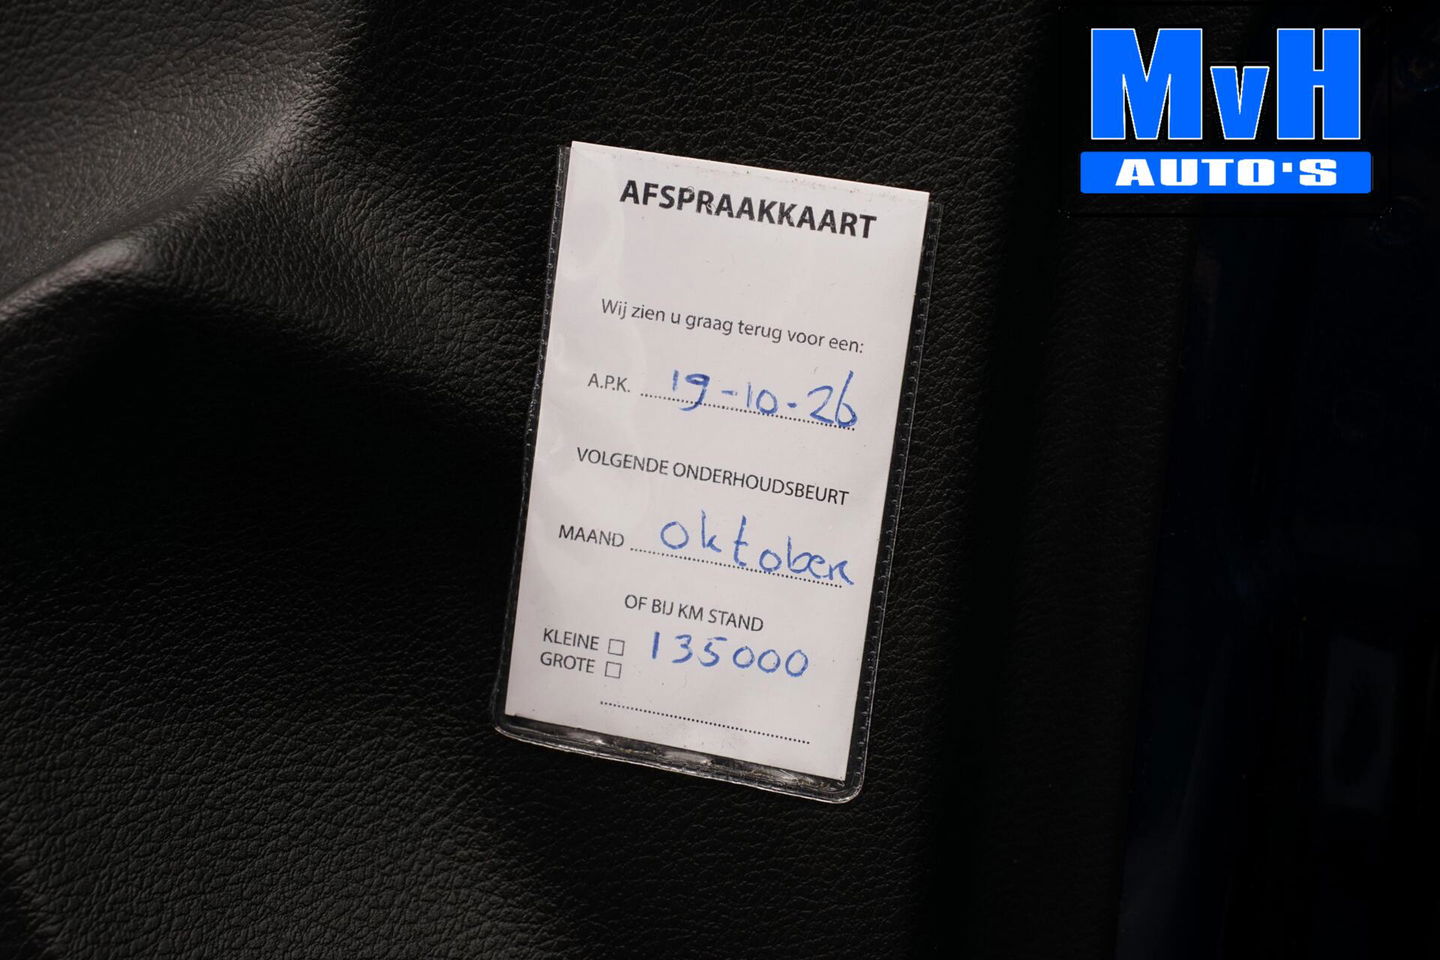 MvH
AUTO'S
AFSPRAAKKAART
Wij zien u graag terug voor een:
A.P.K. 19-10-26
VOLGENDE ONDERHOUDSBEURT
MAAND oktober
OF BIJ KM STAND
KLEINE 135000
GROTE